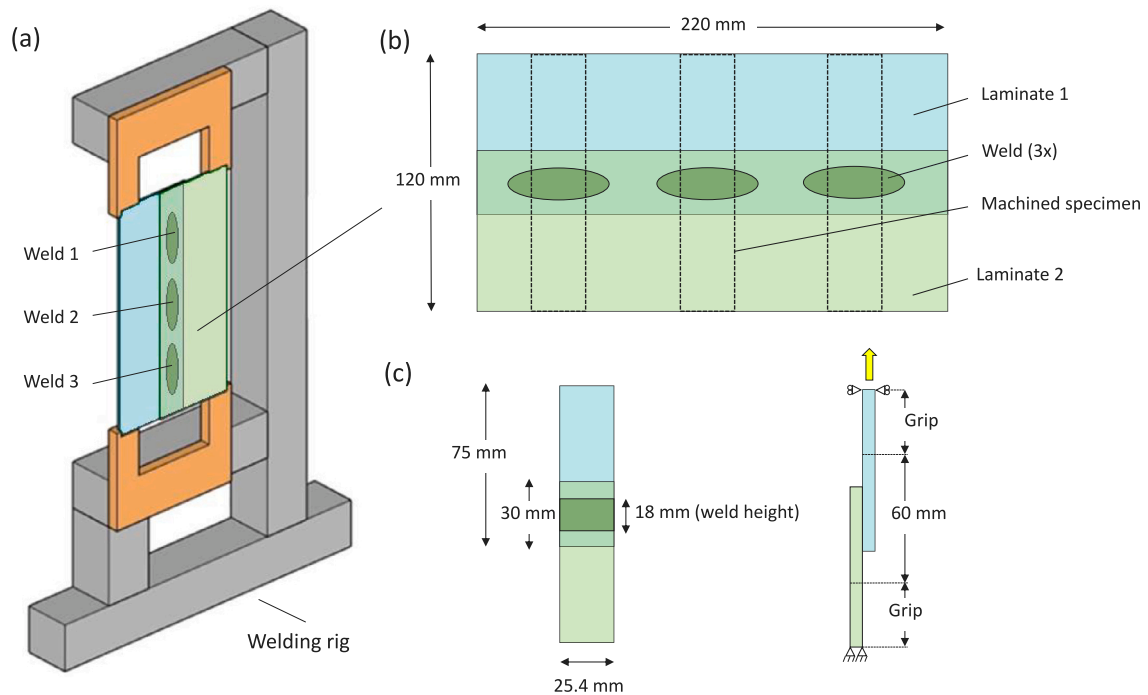 (a)
Weld 1
Weld 2
Weld 3
Welding rig
(b)
220 mm
120 mm
Laminate 1
Weld (3x)
Machined specimen
Laminate 2
(c)
75 mm
30 mm
18 mm (weld height)
25.4 mm
Grip
60 mm
Grip